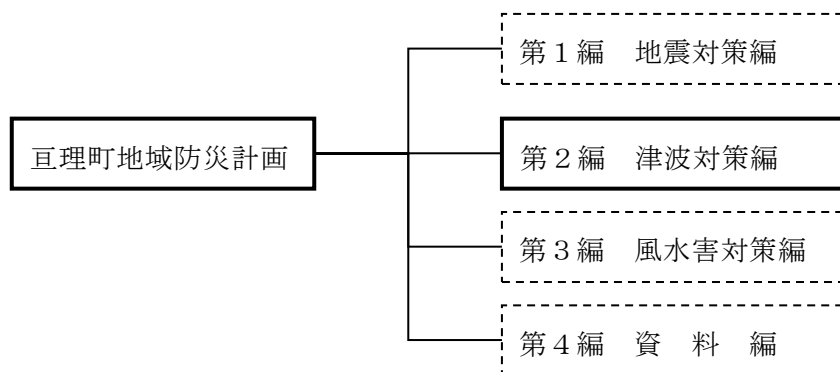 第１編　地震対策編
亘理町地域防災計画
第２編　津波対策編
第３編　風水害対策編
第４編　資　料　編